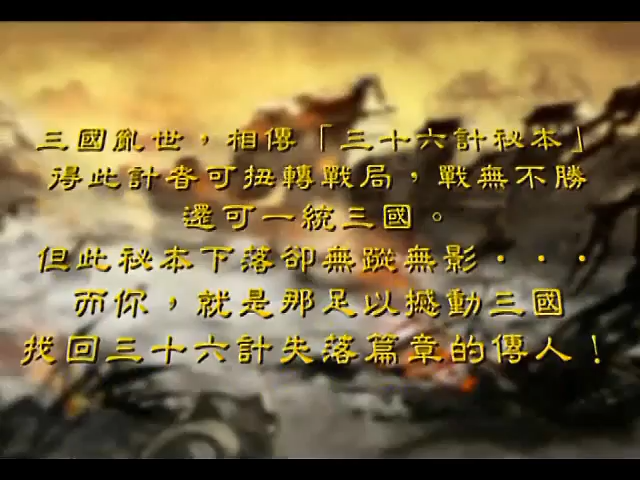 三國亂世，相傳「三十六計祕本」
得此計者可扭轉戰局，戰無不勝
還可一統三國。
但此祕本下落卻無蹤無影．．．
而你，就是那足以撼動三國
找回三十六計失落篇章的傳人！